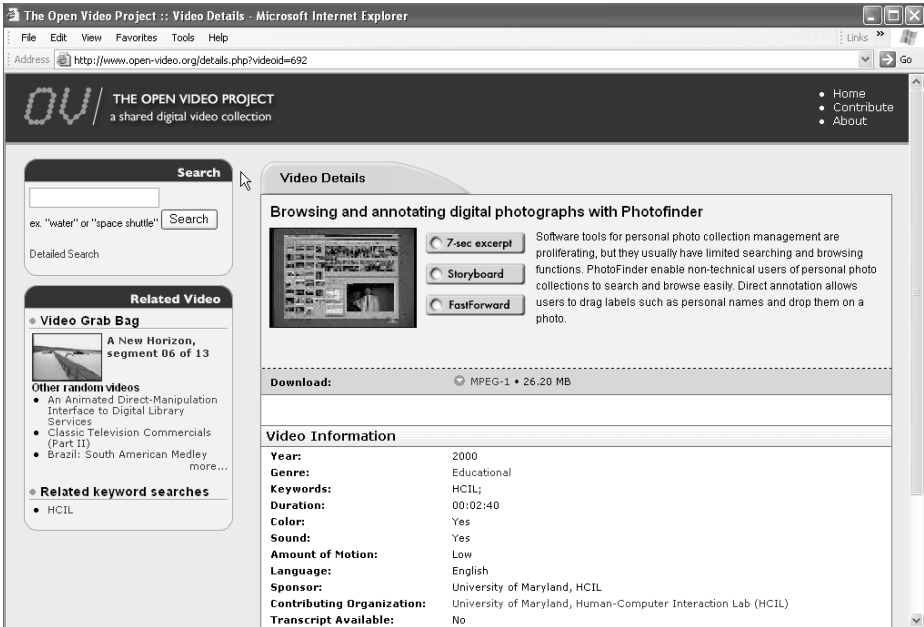 The Open Video Project :: Video Details - Microsoft Internet Explorer
File Edit View Favorites Tools Help
Links »
Address http://www.open-video.org/details.php?videoid=692
Go
OV/ THE OPEN VIDEO PROJECT
a shared digital video collection
• Home
• Contribute
• About
Search
ex. "water" or "space shuttle" Search
Detailed Search
Related Video
Video Grab Bag
A New Horizon,
segment 06 of 13
Other random videos
• An Animated Direct-Manipulation
Interface to Digital Library
Services
• Classic Television Commercials
(Part II)
• Brazil: South American Medley
more...
Related keyword searches
• HCIL
Video Details
Browsing and annotating digital photographs with Photofinder
7-sec excerpt
Storyboard
FastForward
Software tools for personal photo collection management are
proliferating, but they usually have limited searching and browsing
functions. PhotoFinder enable non-technical users of personal photo
collections to search and browse easily. Direct annotation allows
users to drag labels such as personal names and drop them on a
photo.
Download: MPEG-1 • 26.20 MB
Video Information
Year: 2000
Genre: Educational
Keywords: HCIL;
Duration: 00:02:40
Color: Yes
Sound: Yes
Amount of Motion: Low
Language: English
Sponsor: University of Maryland, HCIL
Contributing Organization: University of Maryland, Human-Computer Interaction Lab (HCIL)
Transcript Available: No